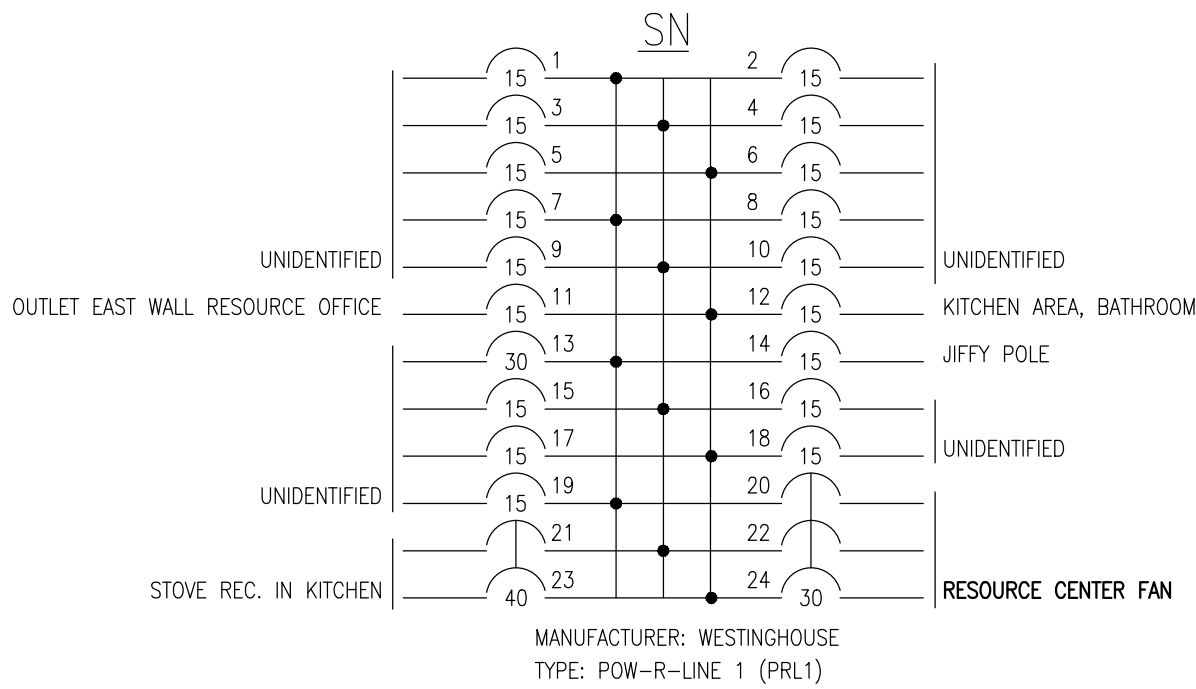 SN
15 1 2 15
15 3 4 15
15 5 6 15
15 7 8 15
UNIDENTIFIED 15 9 10 15 UNIDENTIFIED
OUTLET EAST WALL RESOURCE OFFICE 15 11 12 15 KITCHEN AREA, BATHROOM
30 13 14 15 JIFFY POLE
15 15 16 15
15 17 18 15 UNIDENTIFIED
UNIDENTIFIED 15 19 20
21 22
STOVE REC. IN KITCHEN 40 23 24 30 RESOURCE CENTER FAN
MANUFACTURER: WESTINGHOUSE
TYPE: POW-R-LINE 1 (PRL1)